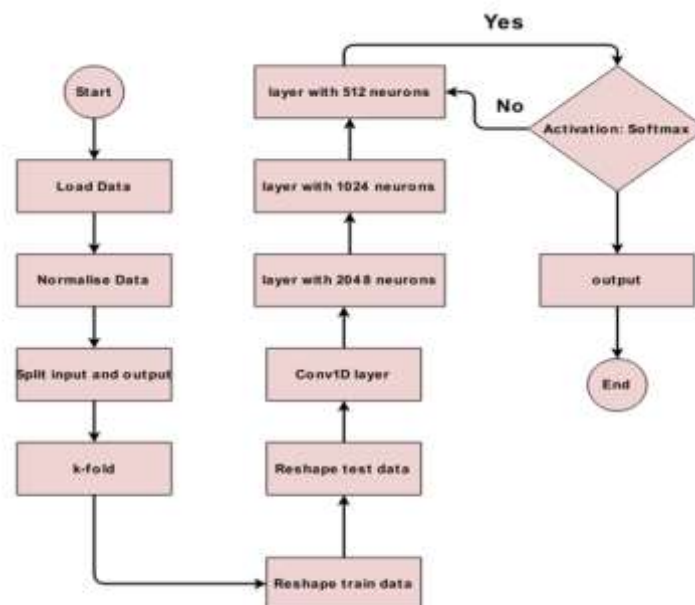 Start
Load Data
Normalise Data
Split input and output
k-fold
Reshape train data
Reshape test data
Conv1D layer
layer with 2048 neurons
layer with 1024 neurons
layer with 512 neurons
Yes
No
Activation: Softmax
output
End